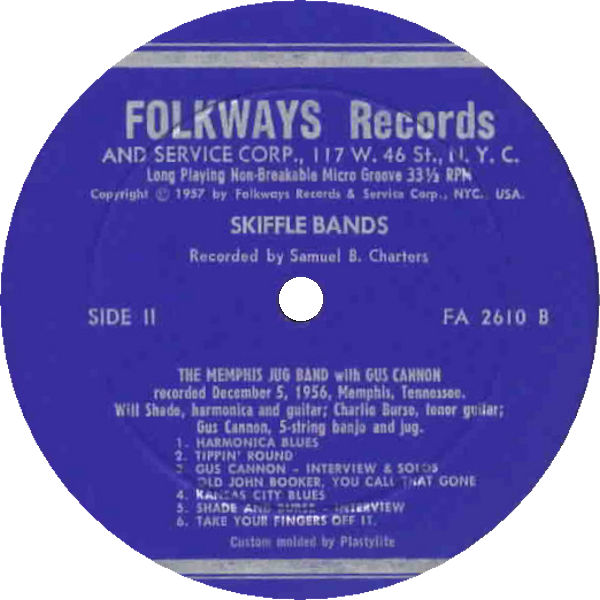 FOLKWAYS Records
AND SERVICE CORP., 117 W. 46 St., N. Y. C.
Long Playing Non-Breakable Micro Groove 33⅓ RPM
Copyright Ⓒ 1957 by Folkways Records & Service Corp., NYC. USA.
SKIFFLE BANDS
Recorded by Samuel B. Charters
SIDE II FA 2610 B
THE MEMPHIS JUG BAND with GUS CANNON
recorded December 5, 1956, Memphis, Tennessee.
Will Shade, harmonica and guitar; Charlie Burse, tenor guitar;
Gus Cannon, 5-string banjo and jug.
1. HARMONICA BLUES
2. TIPPIN' ROUND
3. GUS CANNON - INTERVIEW & SOLOS
OLD JOHN BOOKER, YOU CALL THAT GONE
4. KANSAS CITY BLUES
5. SHADE AND BURSE - INTERVIEW
6. TAKE YOUR FINGERS OFF IT.
Custom molded by Plastylite